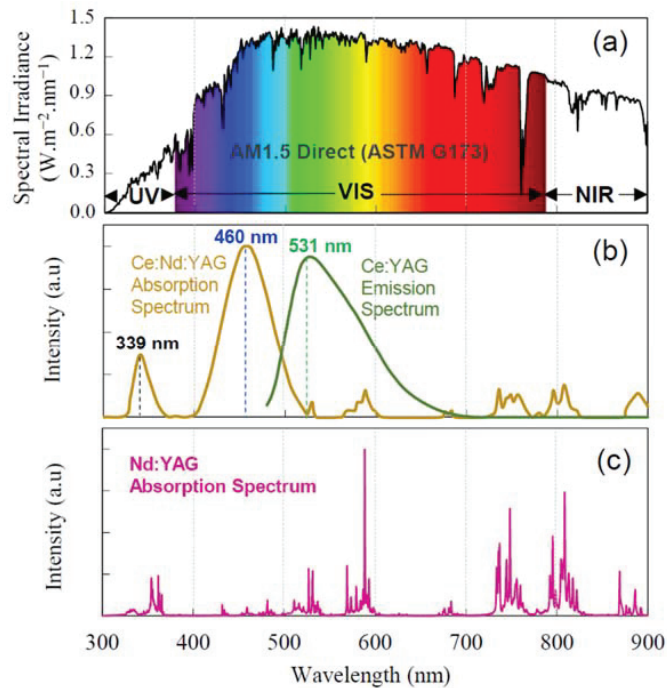 1.5
1.2
0.9
0.6
0.3
0.0
Spectral Irradiance
(W.m⁻².nm⁻¹)
(a)
AM1.5 Direct (ASTM G173)
UV
VIS
NIR
Intensity (a.u)
(b)
460 nm
531 nm
339 nm
Ce:Nd:YAG
Absorption
Spectrum
Ce:YAG
Emission
Spectrum
Intensity (a.u)
(c)
Nd:YAG
Absorption Spectrum
300 400 500 600 700 800 900
Wavelength (nm)